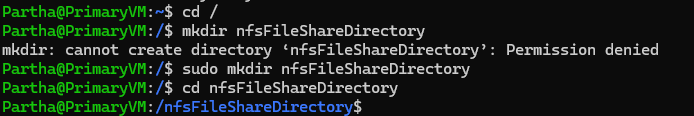 Partha@PrimaryVM:~$ cd /
Partha@PrimaryVM:/$ mkdir nfsFileShareDirectory
mkdir: cannot create directory ‘nfsFileShareDirectory’: Permission denied
Partha@PrimaryVM:/$ sudo mkdir nfsFileShareDirectory
Partha@PrimaryVM:/$ cd nfsFileShareDirectory
Partha@PrimaryVM:/nfsFileShareDirectory$